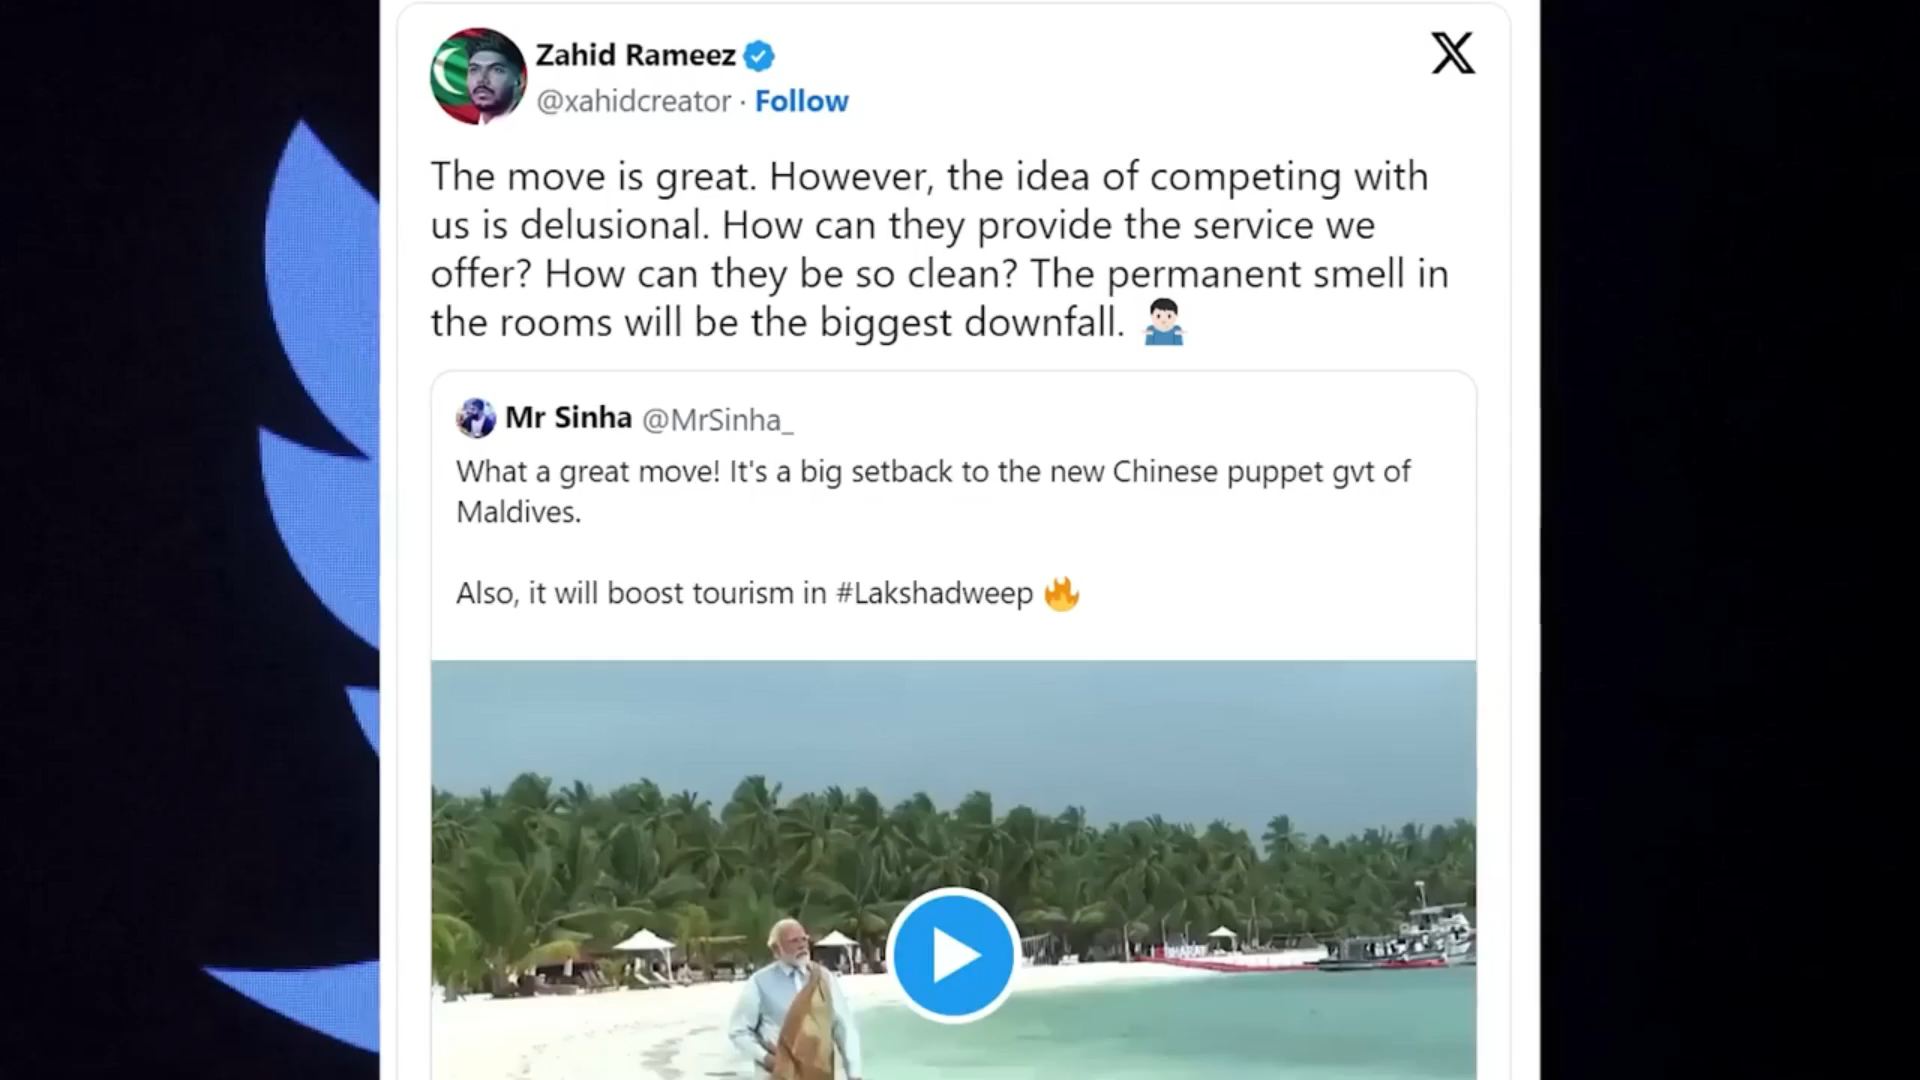 Zahid Rameez
@xahidcreator · Follow
The move is great. However, the idea of competing with
us is delusional. How can they provide the service we
offer? How can they be so clean? The permanent smell in
the rooms will be the biggest downfall. 🤷🏻‍♂️
Mr Sinha @MrSinha_
What a great move! It's a big setback to the new Chinese puppet gvt of
Maldives.
Also, it will boost tourism in #Lakshadweep 🔥